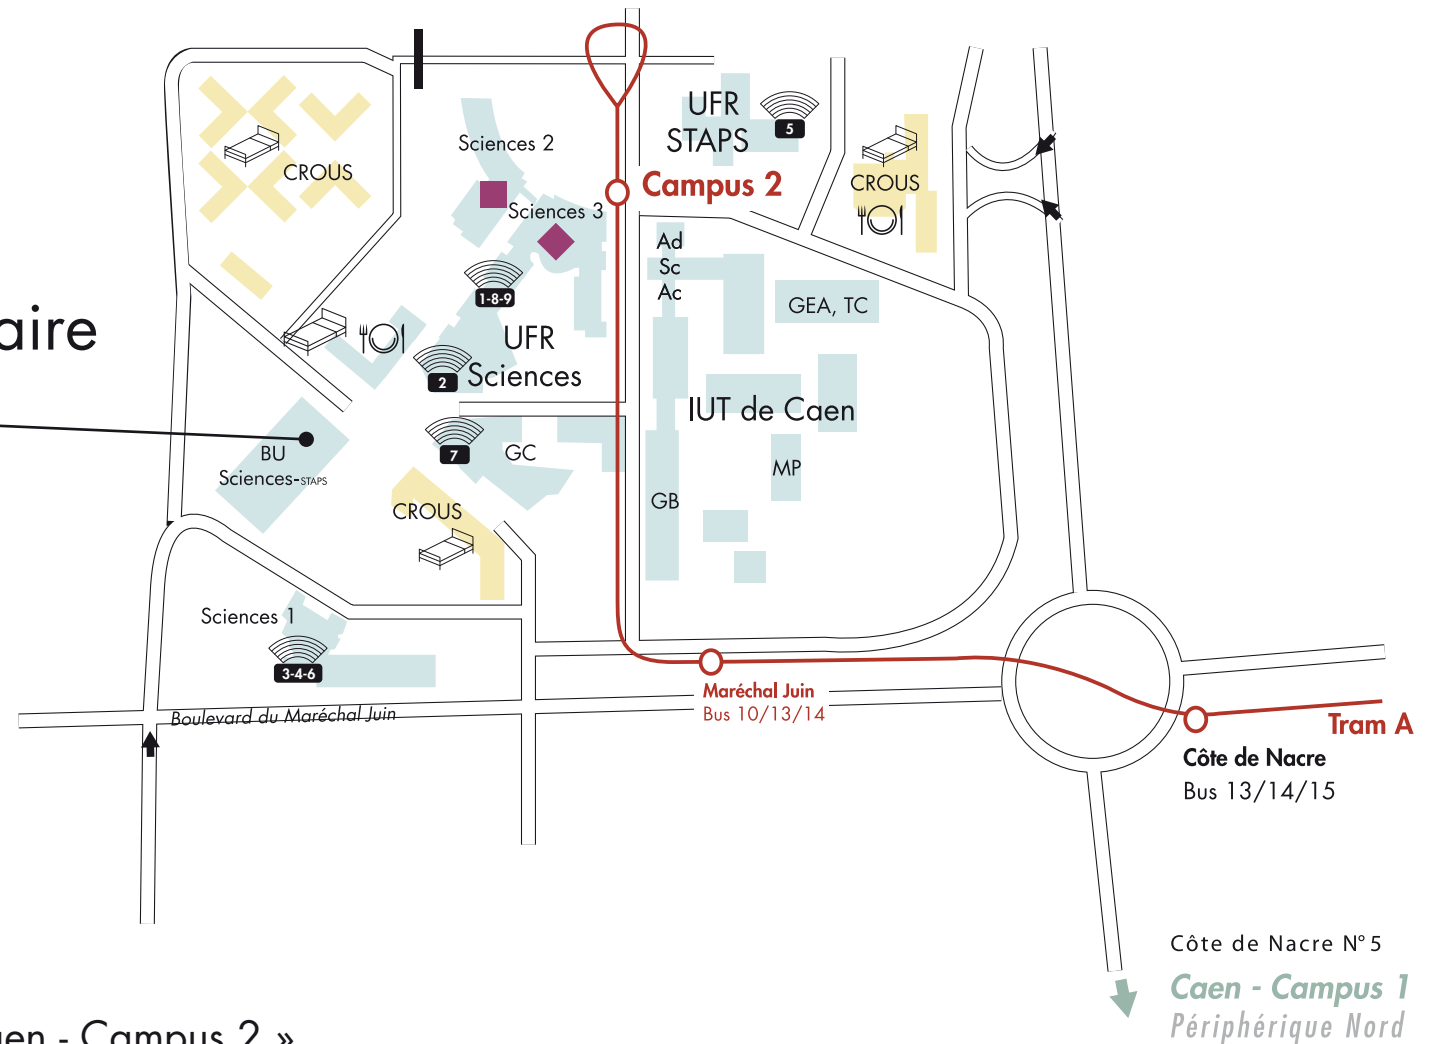 UFR
STAPS
5
Sciences 2
CROUS
CROUS
Campus 2
Sciences 3
Ad
Sc
Ac
1-8-9
GEA, TC
aire
UFR
Sciences
2
IUT de Caen
7
GC
BU
Sciences-STAPS
MP
GB
CROUS
Sciences 1
3-4-6
Maréchal Juin
Bus 10/13/14
Boulevard du Maréchal Juin
Tram A
Côte de Nacre
Bus 13/14/15
Côte de Nacre N° 5
Caen - Campus 1
Périphérique Nord
en - Campus 2 »